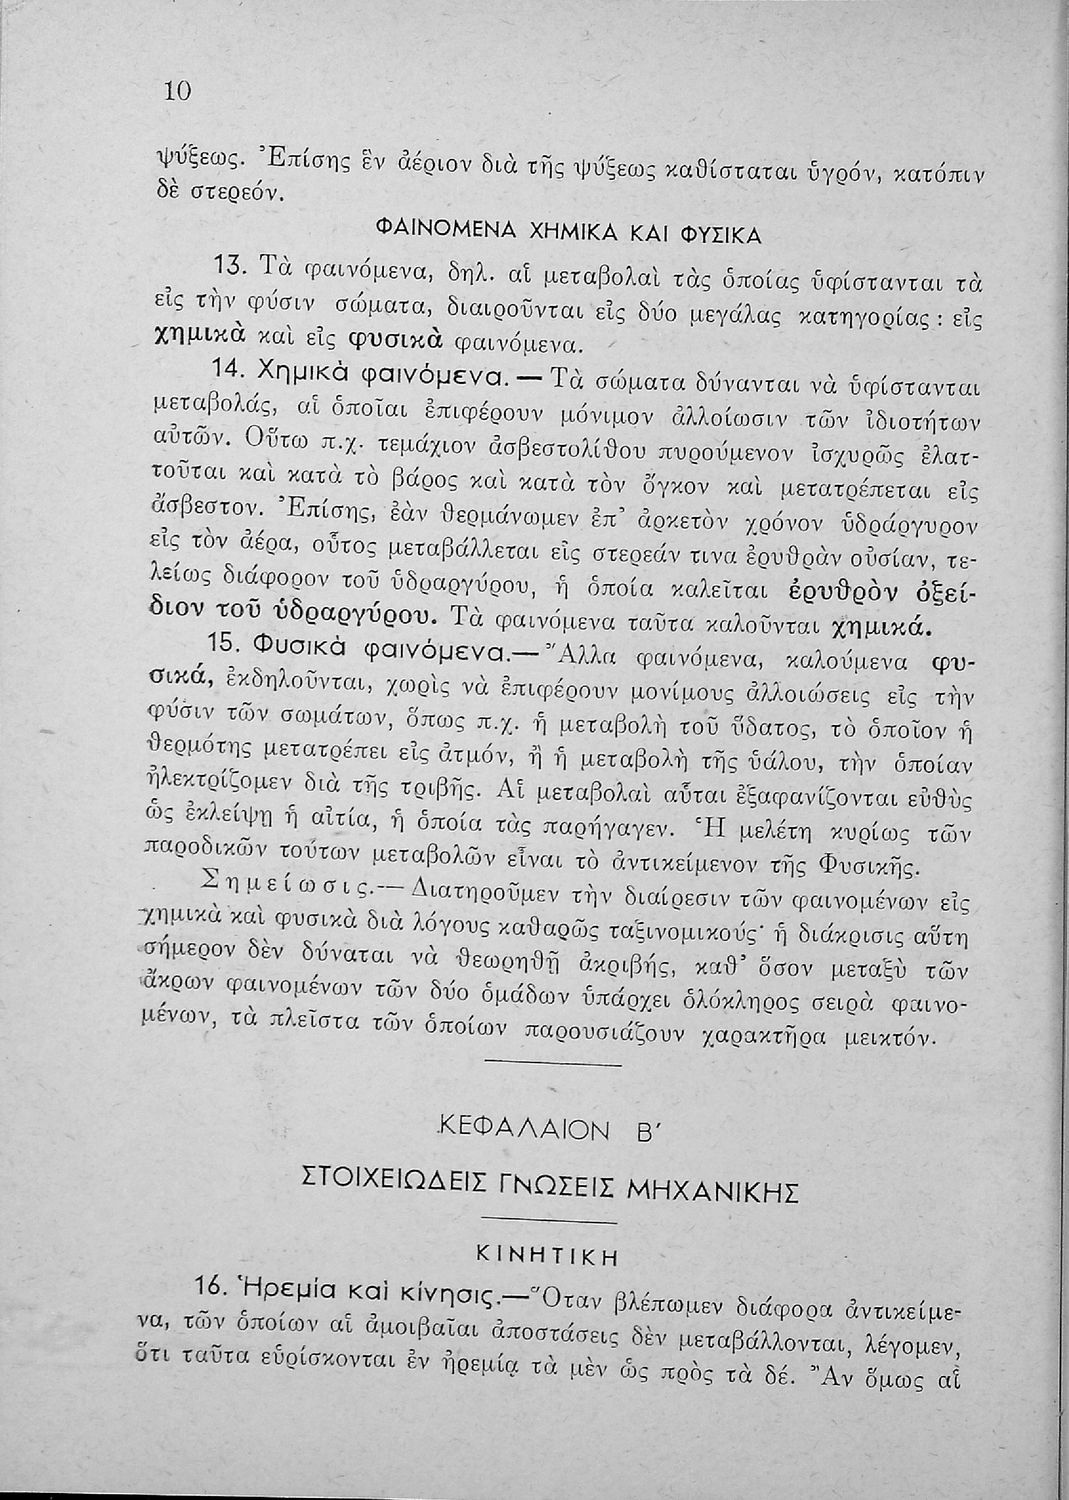 10
ψύξεως. Ἐπίσης ἓν ἀέριον διὰ τῆς ψύξεως καθίσταται ὑγρόν, κατόπιν
δὲ στερεόν.
ΦΑΙΝΟΜΕΝΑ ΧΗΜΙΚΑ ΚΑΙ ΦΥΣΙΚΑ
13. Τὰ φαινόμενα, δηλ. αἱ μεταβολαὶ τὰς ὁποίας ὑφίστανται τὰ
εἰς τὴν φύσιν σώματα, διαιροῦνται εἰς δύο μεγάλας κατηγορίας : εἰς
χημικὰ καὶ εἰς φυσικὰ φαινόμενα.
14. Χημικὰ φαινόμενα. — Τὰ σώματα δύνανται νὰ ὑφίστανται
μεταβολάς, αἱ ὁποῖαι ἐπιφέρουν μόνιμον ἀλλοίωσιν τῶν ἰδιοτήτων
αὐτῶν. Οὕτω π.χ. τεμάχιον ἀσβεστολίθου πυρούμενον ἰσχυρῶς ἐλατ-
τοῦται καὶ κατὰ τὸ βάρος καὶ κατὰ τὸν ὄγκον καὶ μετατρέπεται εἰς
ἄσβεστον. Ἐπίσης, ἐὰν θερμάνωμεν ἐπ' ἀρκετὸν χρόνον ὑδράργυρον
εἰς τὸν ἀέρα, οὗτος μεταβάλλεται εἰς στερεάν τινα ἐρυθρὰν οὐσίαν, τε-
λείως διάφορον τοῦ ὑδραργύρου, ἡ ὁποία καλεῖται ἐρυθρὸν ὀξεί-
διον τοῦ ὑδραργύρου. Τὰ φαινόμενα ταῦτα καλοῦνται χημικά.
15. Φυσικὰ φαινόμενα.— Ἄλλα φαινόμενα, καλούμενα φυ-
σικά, ἐκδηλοῦνται, χωρὶς νὰ ἐπιφέρουν μονίμους ἀλλοιώσεις εἰς τὴν
φύσιν τῶν σωμάτων, ὅπως π.χ. ἡ μεταβολὴ τοῦ ὕδατος, τὸ ὁποῖον ἡ
θερμότης μετατρέπει εἰς ἀτμόν, ἢ ἡ μεταβολὴ τῆς ὑάλου, τὴν ὁποίαν
ἠλεκτρίζομεν διὰ τῆς τριβῆς. Αἱ μεταβολαὶ αὗται ἐξαφανίζονται εὐθὺς
ὡς ἐκλείψῃ ἡ αἰτία, ἡ ὁποία τὰς παρήγαγεν. Ἡ μελέτη κυρίως τῶν
παροδικῶν τούτων μεταβολῶν εἶναι τὸ ἀντικείμενον τῆς Φυσικῆς.
Σημείωσις.— Διατηροῦμεν τὴν διαίρεσιν τῶν φαινομένων εἰς
χημικὰ καὶ φυσικὰ διὰ λόγους καθαρῶς ταξινομικούς· ἡ διάκρισις αὕτη
σήμερον δὲν δύναται νὰ θεωρηθῇ ἀκριβής, καθ' ὅσον μεταξὺ τῶν
ἄκρων φαινομένων τῶν δύο ὁμάδων ὑπάρχει ὁλόκληρος σειρὰ φαινο-
μένων, τὰ πλεῖστα τῶν ὁποίων παρουσιάζουν χαρακτῆρα μεικτόν.
ΚΕΦΑΛΑΙΟΝ Β′
ΣΤΟΙΧΕΙΩΔΕΙΣ ΓΝΩΣΕΙΣ ΜΗΧΑΝΙΚΗΣ
ΚΙΝΗΤΙΚΗ
16. Ἠρεμία καὶ κίνησις.— Ὅταν βλέπωμεν διάφορα ἀντικείμε-
να, τῶν ὁποίων αἱ ἀμοιβαῖαι ἀποστάσεις δὲν μεταβάλλονται, λέγομεν,
ὅτι ταῦτα εὑρίσκονται ἐν ἠρεμίᾳ τὰ μὲν ὡς πρὸς τὰ δέ. Ἂν ὅμως αἱ